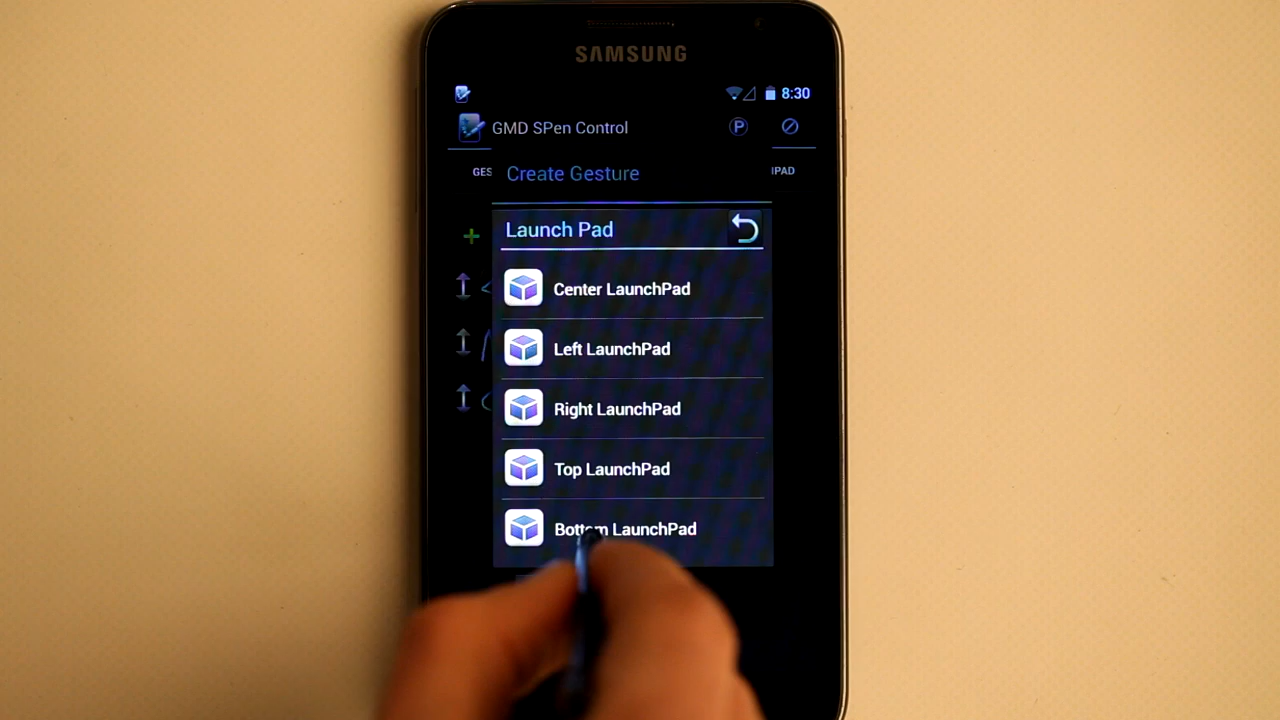 SAMSUNG
8:30
GMD SPen Control
P
GES
Create Gesture
IPAD
Launch Pad
Center LaunchPad
Left LaunchPad
Right LaunchPad
Top LaunchPad
Bottom LaunchPad